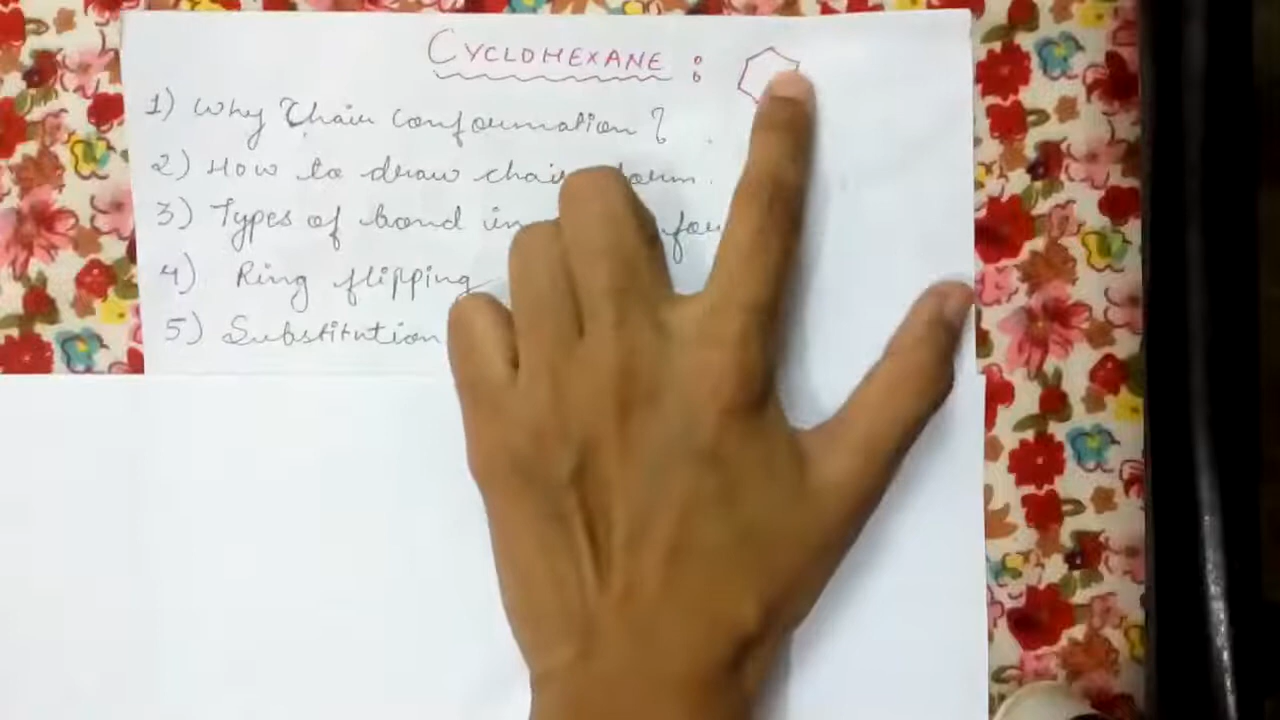 CYCLOHEXANE :
1) Why Chair conformation ?
2) How to draw chair form.
3) Types of bond in
4) Ring flipping
5) Substitution